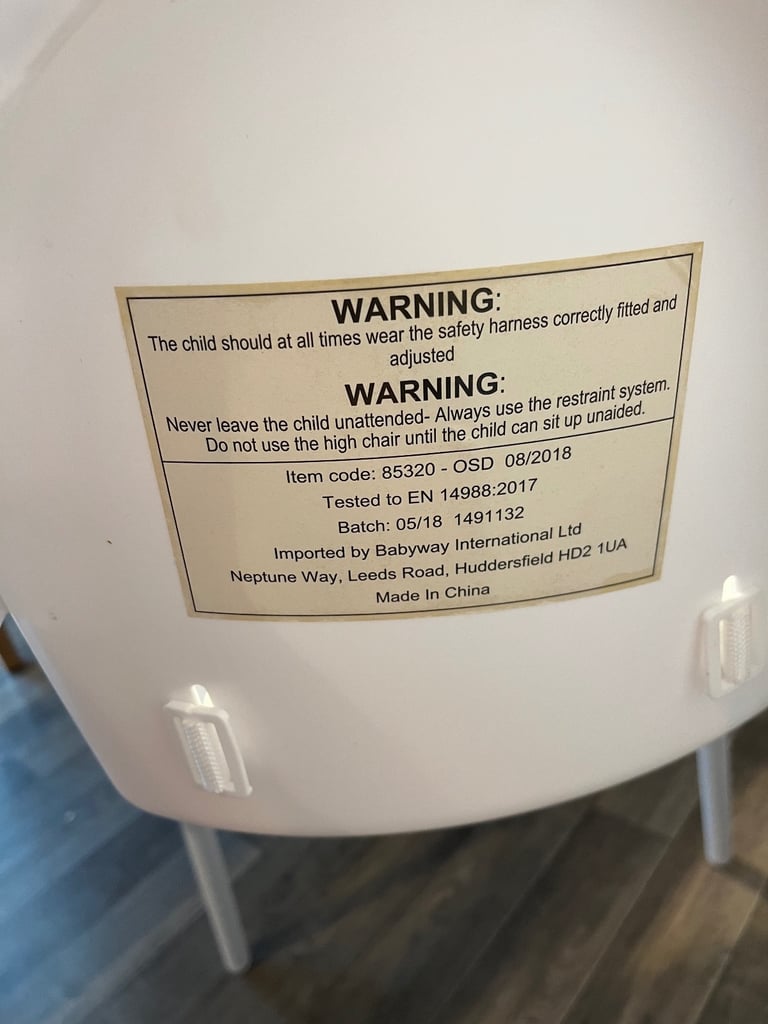 WARNING:
The child should at all times wear the safety harness correctly fitted and
adjusted
WARNING:
Never leave the child unattended- Always use the restraint system.
Do not use the high chair until the child can sit up unaided.
Item code: 85320 - OSD 08/2018
Tested to EN 14988:2017
Batch: 05/18 1491132
Imported by Babyway International Ltd
Neptune Way, Leeds Road, Huddersfield HD2 1UA
Made In China